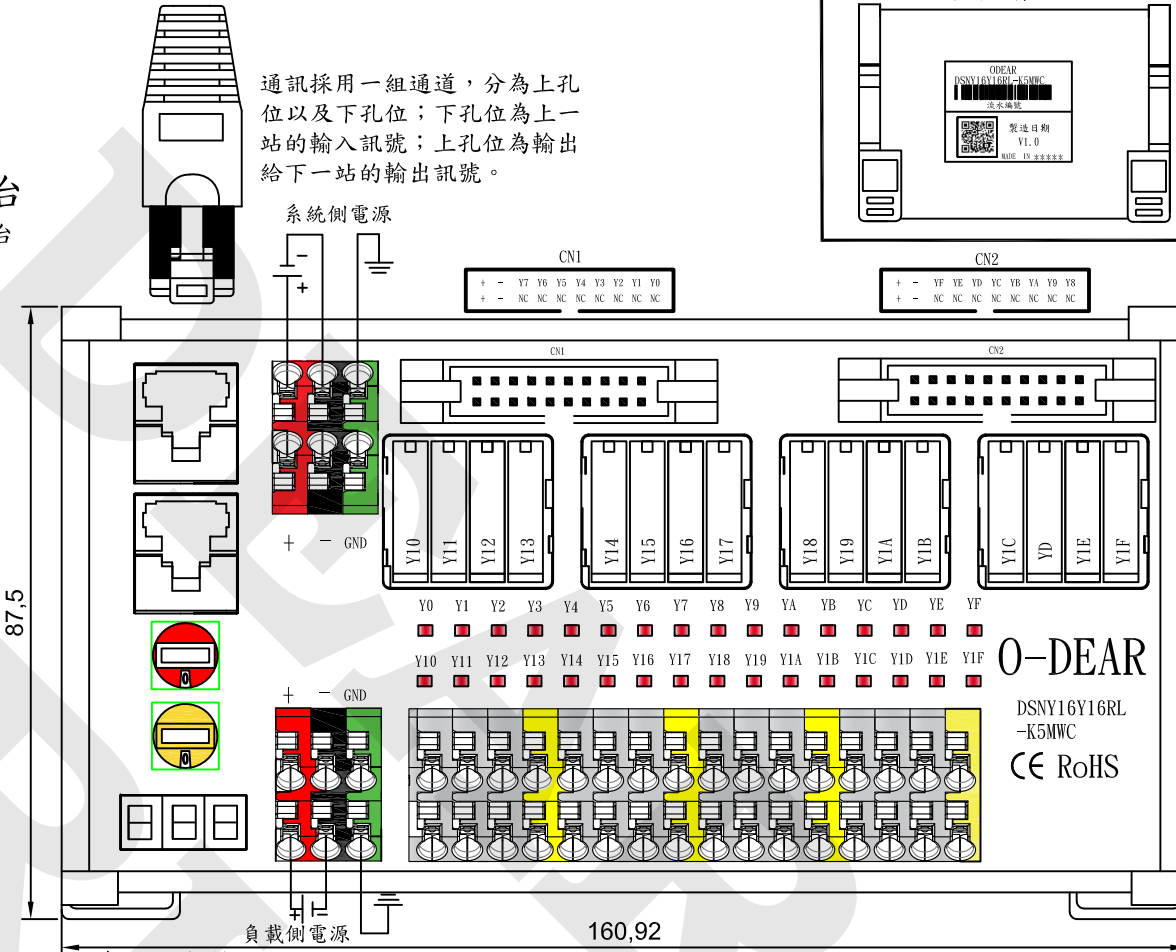 ODEAR
DSNY16Y16RL-K5MWC
流水編號
製造日期
V1.0
MADE IN *****
通訊採用一組通道，分為上孔
位以及下孔位；下孔位為上一
站的輸入訊號；上孔位為輸出
給下一站的輸出訊號。
台
系統側電源
－
＋
CN1
+ - Y7 Y6 Y5 Y4 Y3 Y2 Y1 Y0
+ - NC NC NC NC NC NC NC NC
CN2
+ - YF YE YD YC YB YA Y9 Y8
+ - NC NC NC NC NC NC NC NC
CN1
CN2
+ - GND
Y10 Y11 Y12 Y13
Y14 Y15 Y16 Y17
Y18 Y19 Y1A Y1B
Y1C YD Y1E Y1F
87,5
Y0 Y1 Y2 Y3 Y4 Y5 Y6 Y7 Y8 Y9 YA YB YC YD YE YF
Y10 Y11 Y12 Y13 Y14 Y15 Y16 Y17 Y18 Y19 Y1A Y1B Y1C Y1D Y1E Y1F
O-DEAR
+ - GND
DSNY16Y16RL
-K5MWC
CE RoHS
+ -
負載側電源
160,92